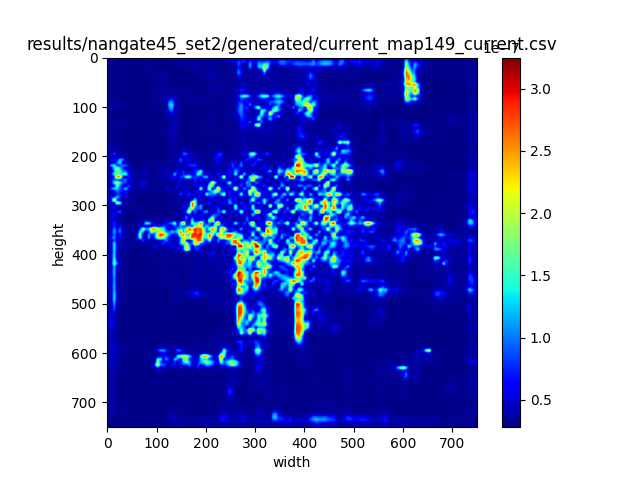 results/nangate45_set2/generated/current_map149_current.csv
1e−7
0
100
200
300
400
500
600
700
height
0 100 200 300 400 500 600 700
width
3.0
2.5
2.0
1.5
1.0
0.5